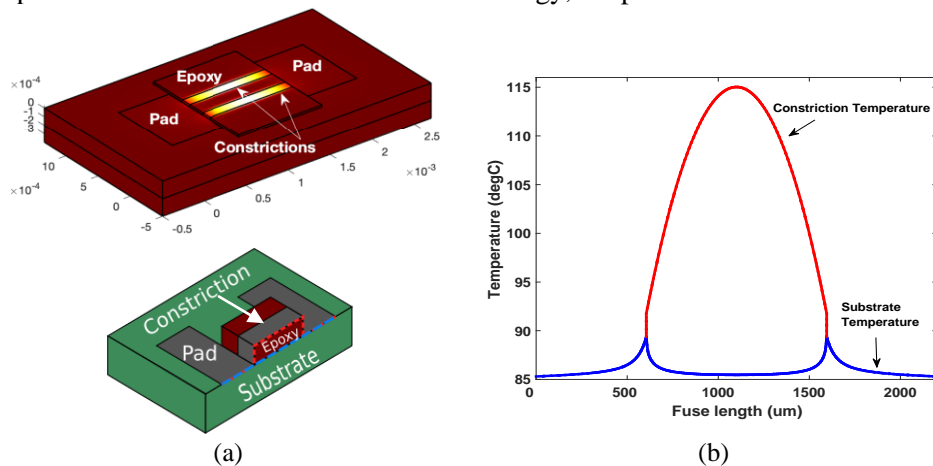 gy,
Epoxy
Pad
Pad
Constrictions
×10⁻⁴
0
-1
-2
3
10
×10⁻⁴
5
0
-5
-0.5
0
0.5
1
1.5
2
2.5
×10⁻³
Constriction
Pad
Epoxy
Substrate
(a)
115
110
105
100
95
90
85
Temperature (degC)
Constriction Temperature
Substrate
Temperature
0 500 1000 1500 2000
Fuse length (um)
(b)